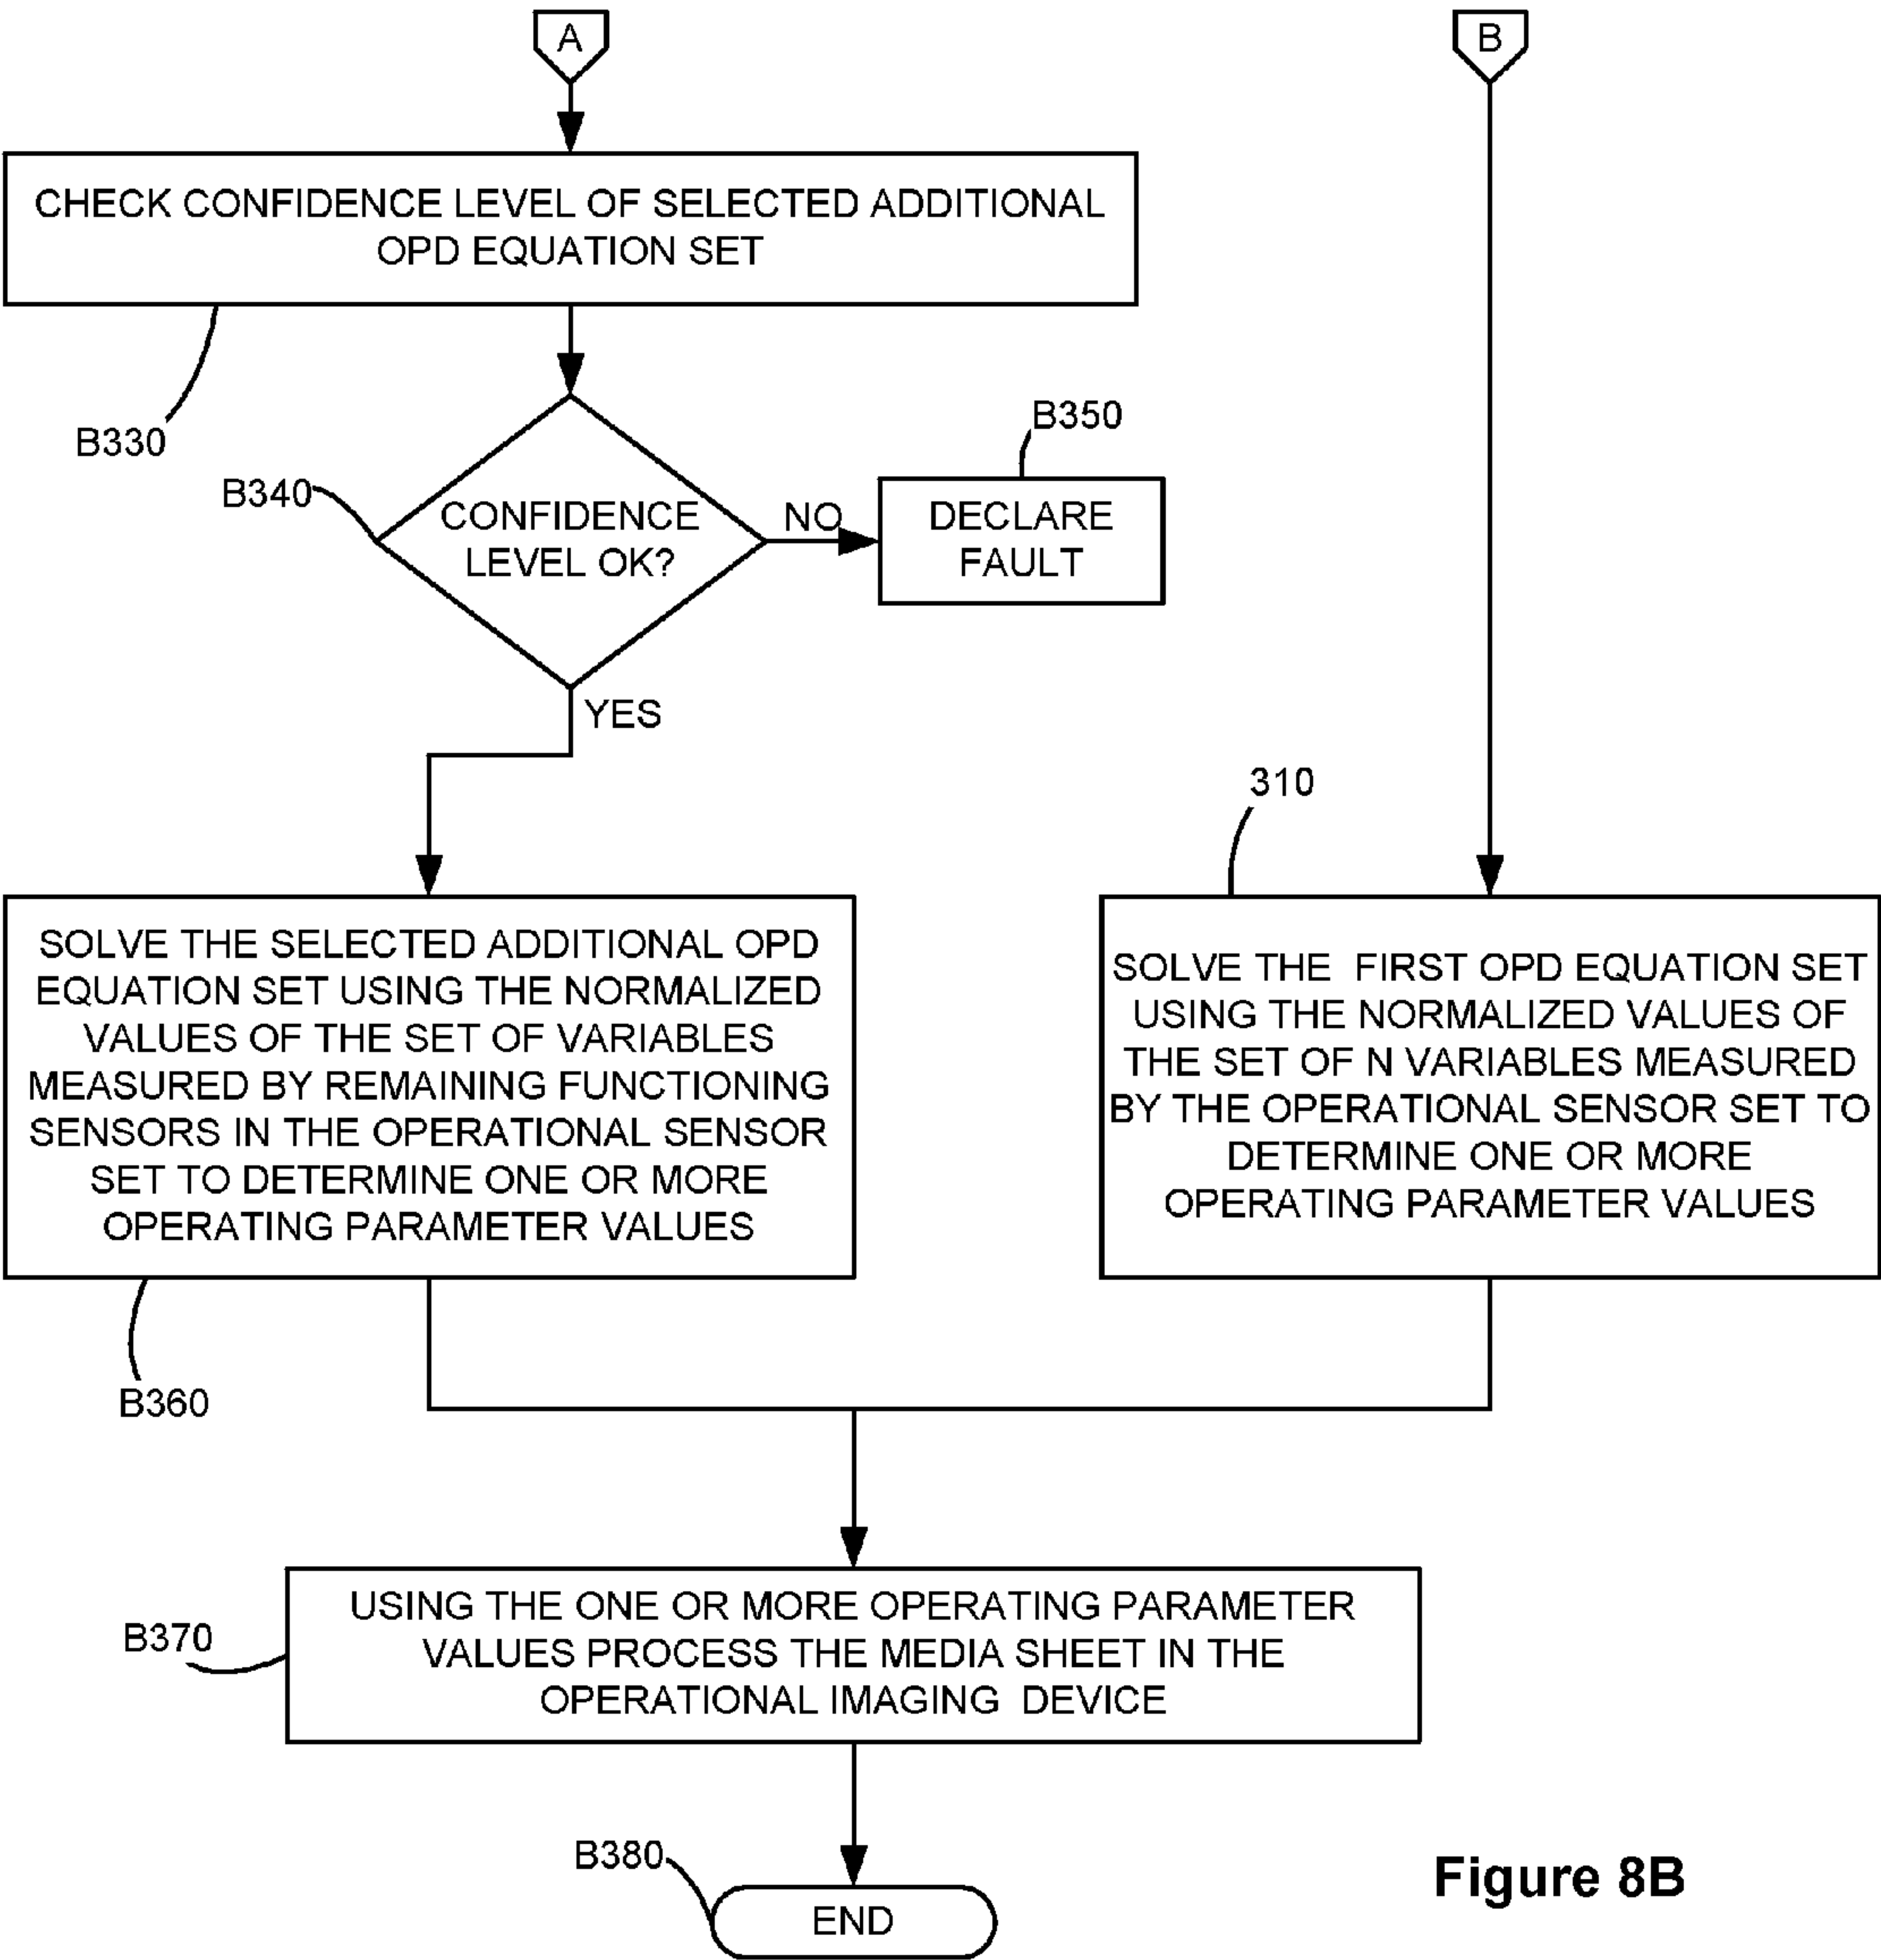 A
B
CHECK CONFIDENCE LEVEL OF SELECTED ADDITIONAL
OPD EQUATION SET
B330
B340
CONFIDENCE
LEVEL OK?
NO
B350
DECLARE
FAULT
YES
310
SOLVE THE SELECTED ADDITIONAL OPD
EQUATION SET USING THE NORMALIZED
VALUES OF THE SET OF VARIABLES
MEASURED BY REMAINING FUNCTIONING
SENSORS IN THE OPERATIONAL SENSOR
SET TO DETERMINE ONE OR MORE
OPERATING PARAMETER VALUES
SOLVE THE FIRST OPD EQUATION SET
USING THE NORMALIZED VALUES OF
THE SET OF N VARIABLES MEASURED
BY THE OPERATIONAL SENSOR SET TO
DETERMINE ONE OR MORE
OPERATING PARAMETER VALUES
B360
B370
USING THE ONE OR MORE OPERATING PARAMETER
VALUES PROCESS THE MEDIA SHEET IN THE
OPERATIONAL IMAGING DEVICE
B380
END
Figure 8B